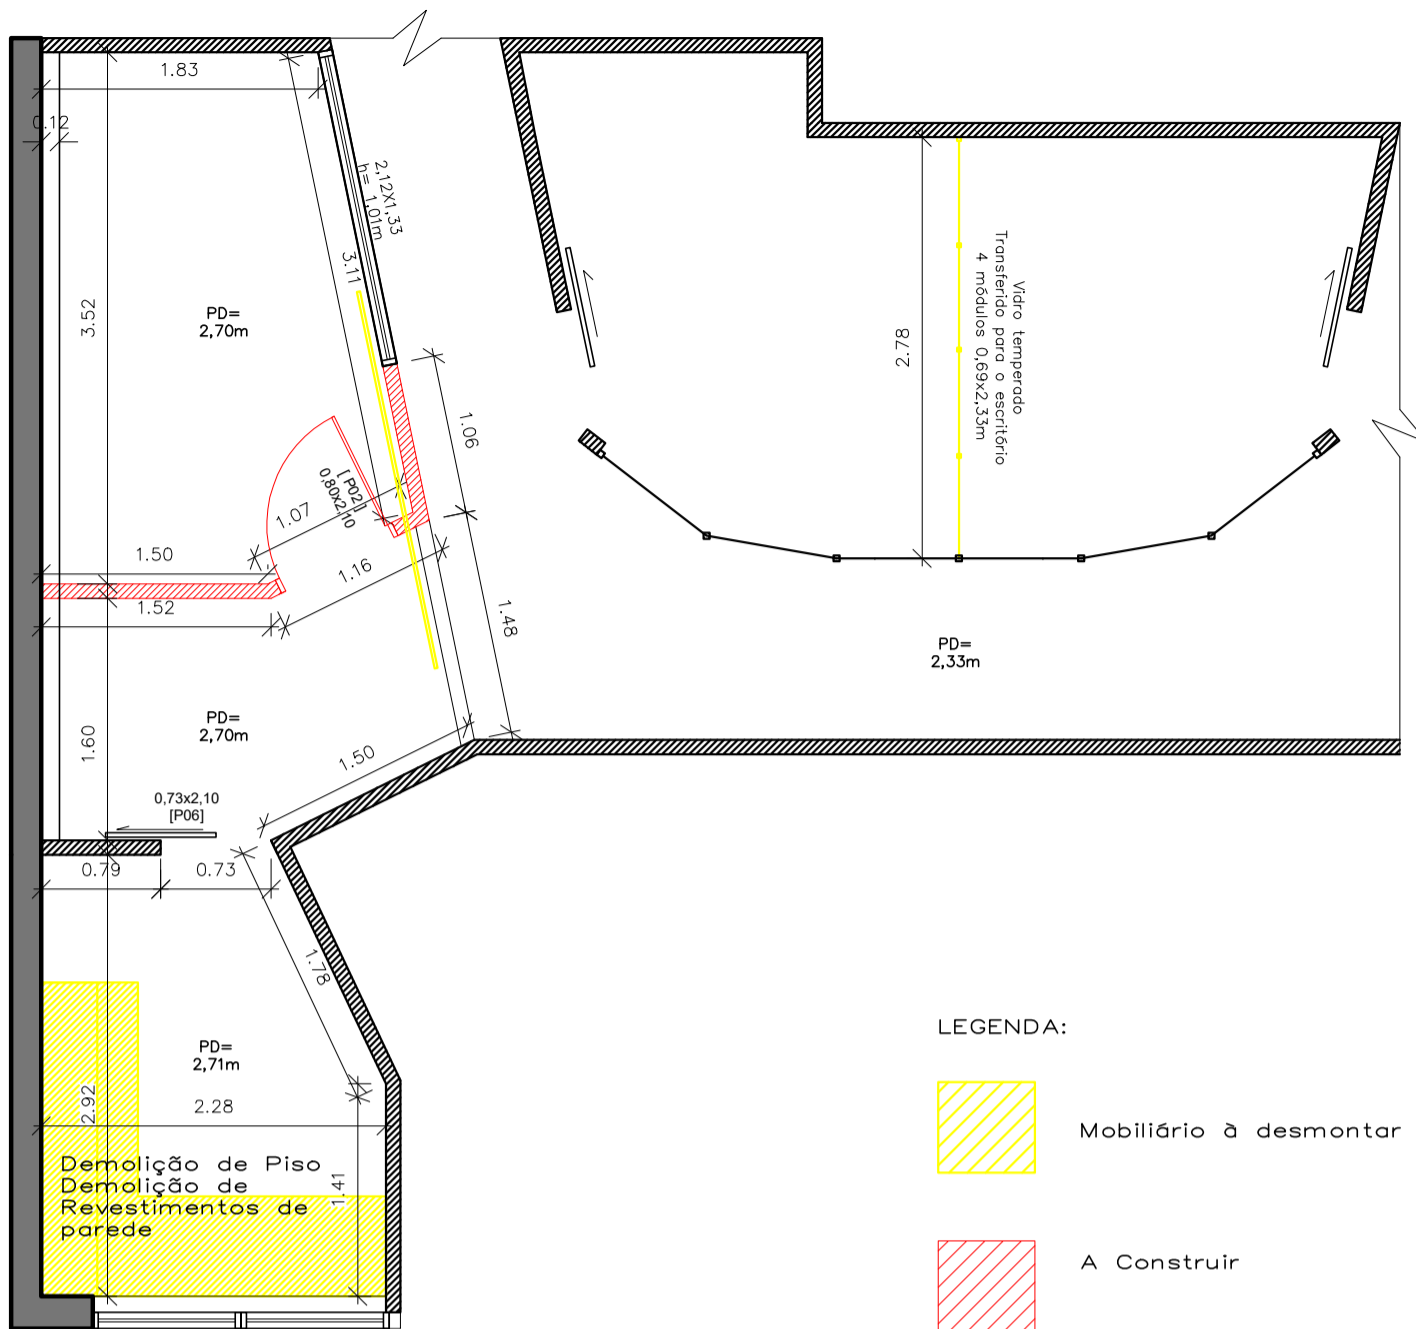 1.83
0.12
2,12X1,33
h= 1,01m
3.11
3.52
PD=
2,70m
Vidro temperado
Transferido para o escritório
4 módulos 0,69x2,33m
2.78
1.06
[P02]
0,80x2,10
1.07
1.50
1.16
1.52
1.48
PD=
2,33m
PD=
2,70m
1.60
1.50
0,73x2,10
[P06]
0.79
0.73
1.78
PD=
2,71m
2.92
2.28
1.41
Demolição de Piso
Demolição de
Revestimentos de
parede
LEGENDA:
Mobiliário à desmontar
A Construir